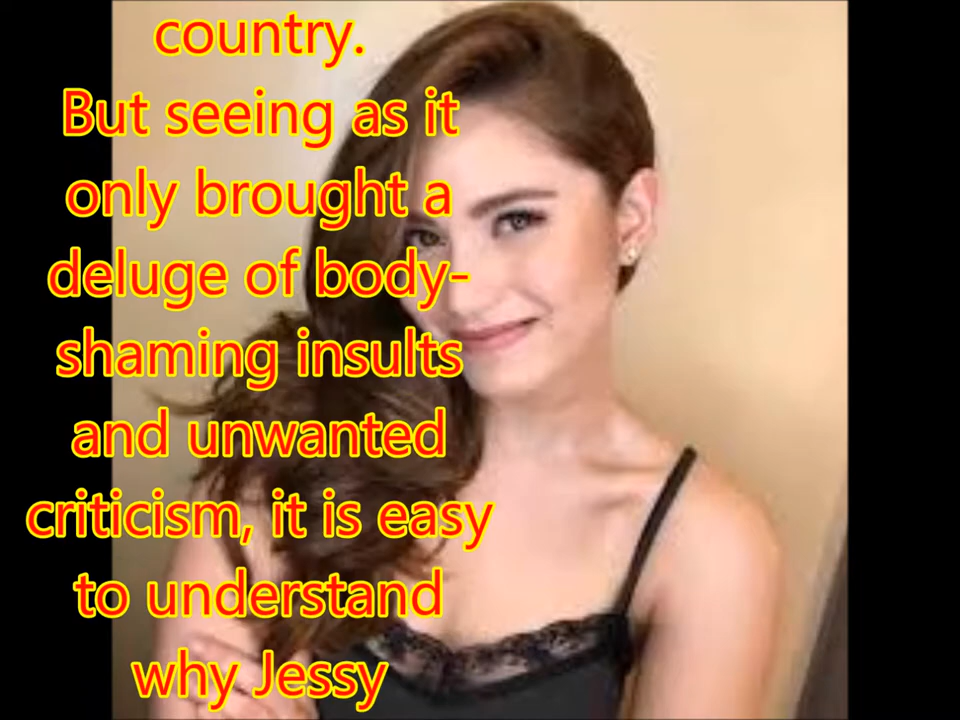 country.
But seeing as it
only brought a
deluge of body-
shaming insults
and unwanted
criticism, it is easy
to understand
why Jessy